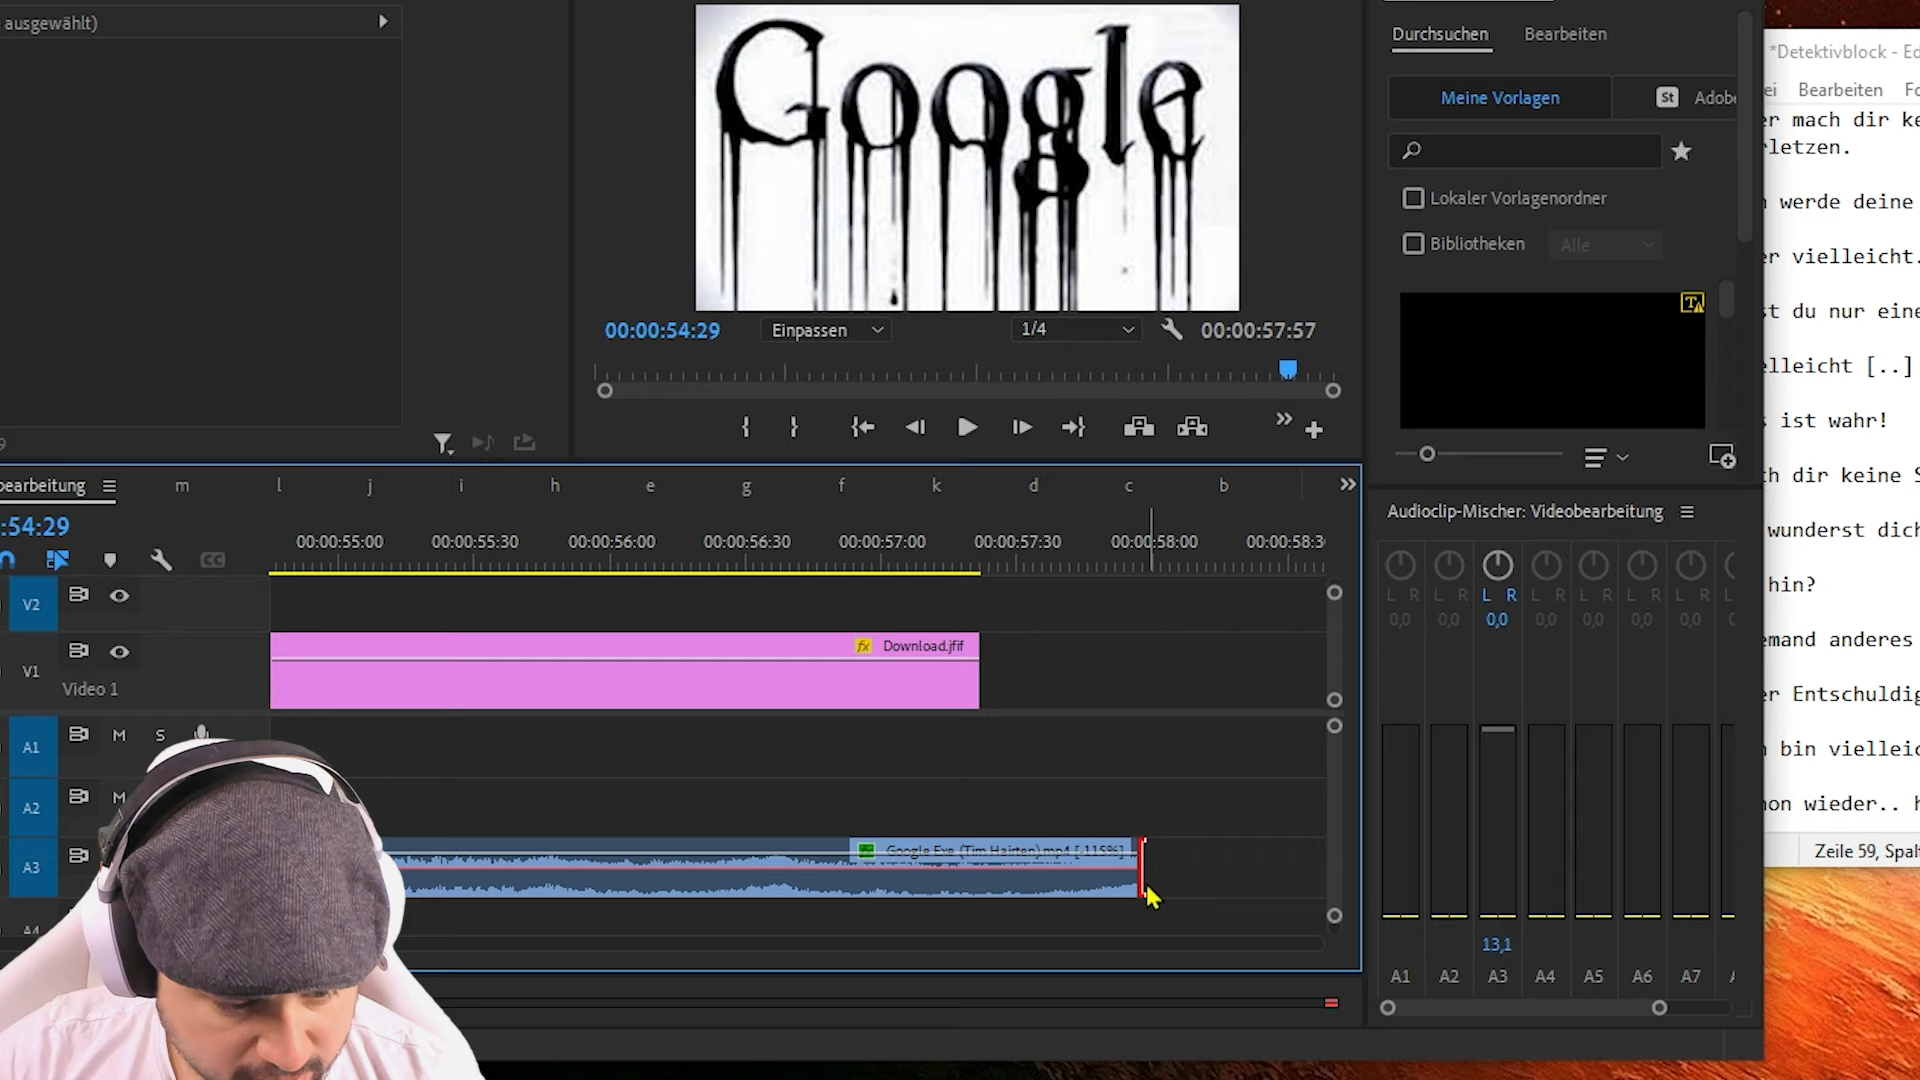 ausgewählt)
Google
Durchsuchen Bearbeiten
Meine Vorlagen St Adobe
Lokaler Vorlagenordner
Bibliotheken Alle
00:00:54:29 Einpassen 1/4 00:00:57:57
bearbeitung m l j i h e g f k d c b
:54:29
00:00:55:00 00:00:55:30 00:00:56:00 00:00:56:30 00:00:57:00 00:00:57:30 00:00:58:00 00:00:58:3
V2
fx Download.jfif
V1
Video 1
A1 M S
A2 M
Google Exe (Tim Hairten).mp4 [-115%]
A3
A4
Audioclip-Mischer: Videobearbeitung
L R L R L R L R L R L R L R L
0,0 0,0 0,0 0,0 0,0 0,0 0,0
13,1
A1 A2 A3 A4 A5 A6 A7
*Detektivblock - Ed
ei Bearbeiten Fo
er mach dir ke
rletzen.
werde deine
er vielleicht.
st du nur eine
elleicht [..]
s ist wahr!
ch dir keine S
wunderst dich
hin?
emand anderes
er Entschuldig
bin vielleic
hon wieder.. h
Zeile 59, Spalt